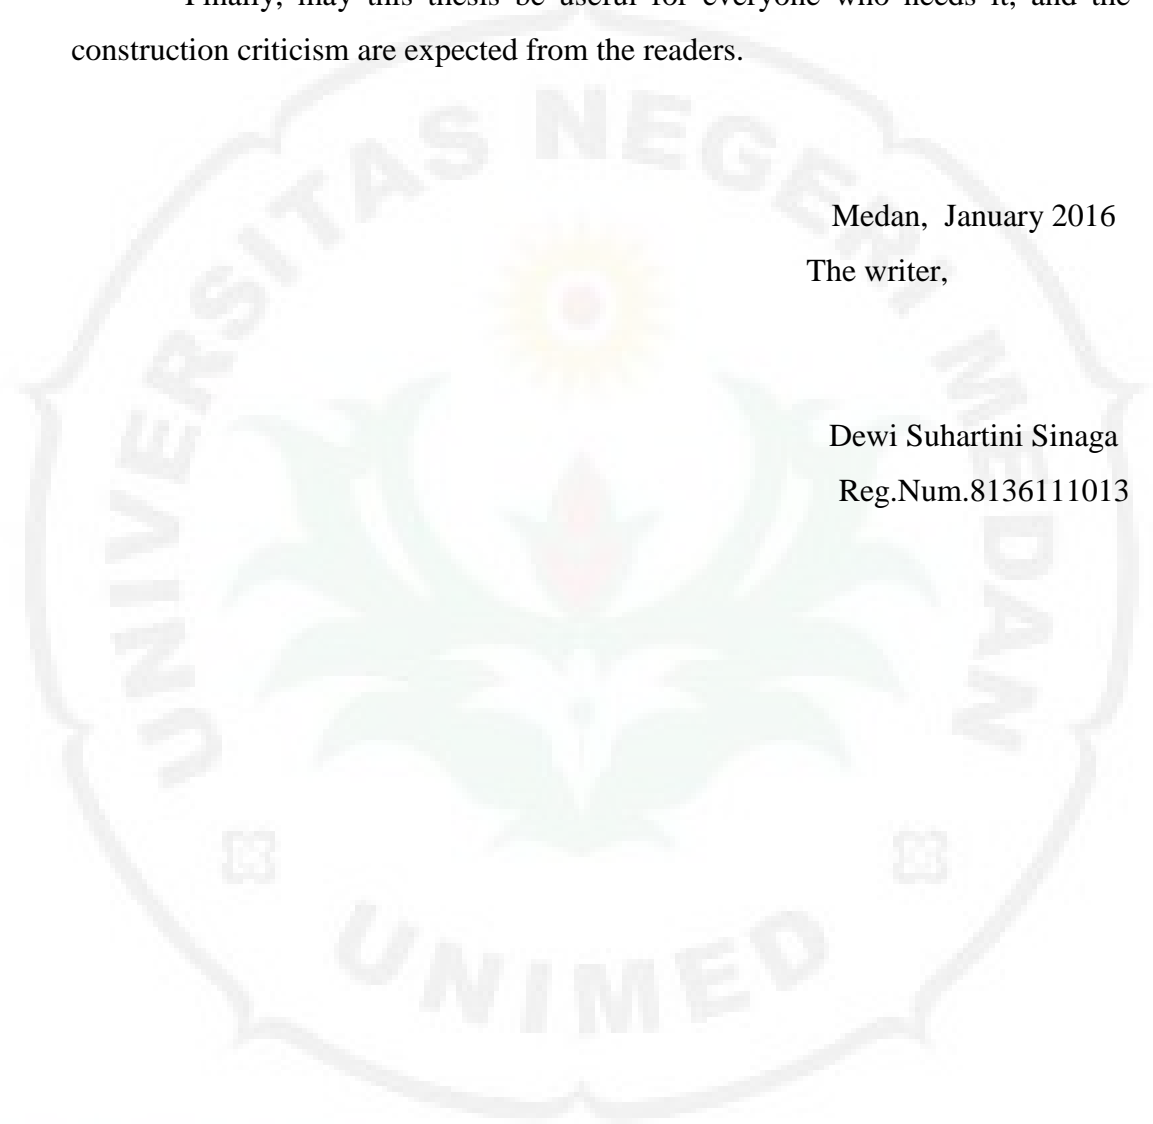 Finally, may this thesis be useful for everyone who needs it, and the
construction criticism are expected from the readers.
UNIVERSITAS NEGERI MEDAN
Medan, January 2016
The writer,
Dewi Suhartini Sinaga
Reg.Num.8136111013
UNIMED